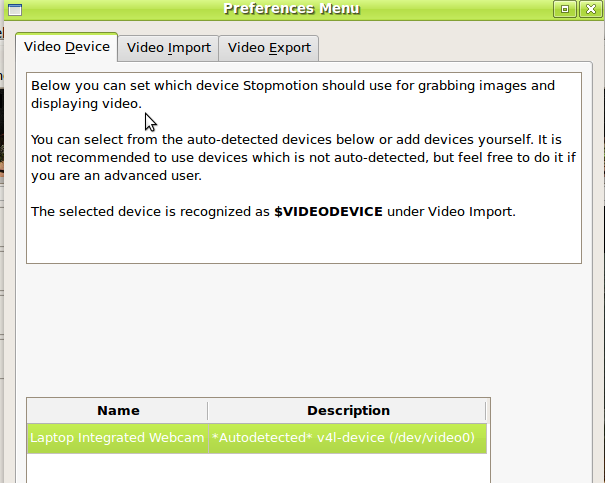 Preferences Menu
Video Device
Video Import
Video Export
Below you can set which device Stopmotion should use for grabbing images and
displaying video.
You can select from the auto-detected devices below or add devices yourself. It is
not recommended to use devices which is not auto-detected, but feel free to do it if
you are an advanced user.
The selected device is recognized as $VIDEODEVICE under Video Import.
Name Description
Laptop Integrated Webcam *Autodetected* v4l-device (/dev/video0)